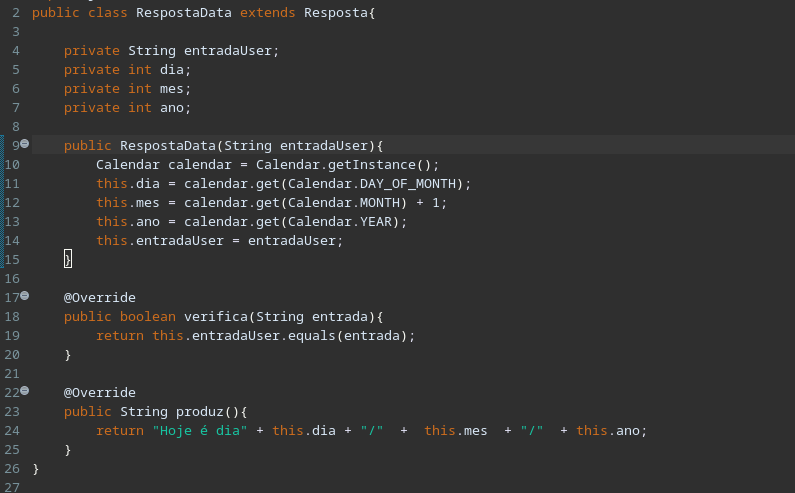 2 public class RespostaData extends Resposta{
3
4     private String entradaUser;
5     private int dia;
6     private int mes;
7     private int ano;
8
9     public RespostaData(String entradaUser){
10         Calendar calendar = Calendar.getInstance();
11         this.dia = calendar.get(Calendar.DAY_OF_MONTH);
12         this.mes = calendar.get(Calendar.MONTH) + 1;
13         this.ano = calendar.get(Calendar.YEAR);
14         this.entradaUser = entradaUser;
15     }
16
17     @Override
18     public boolean verifica(String entrada){
19         return this.entradaUser.equals(entrada);
20     }
21
22     @Override
23     public String produz(){
24         return "Hoje é dia" + this.dia + "/"  +  this.mes  + "/"  + this.ano;
25     }
26 }
27